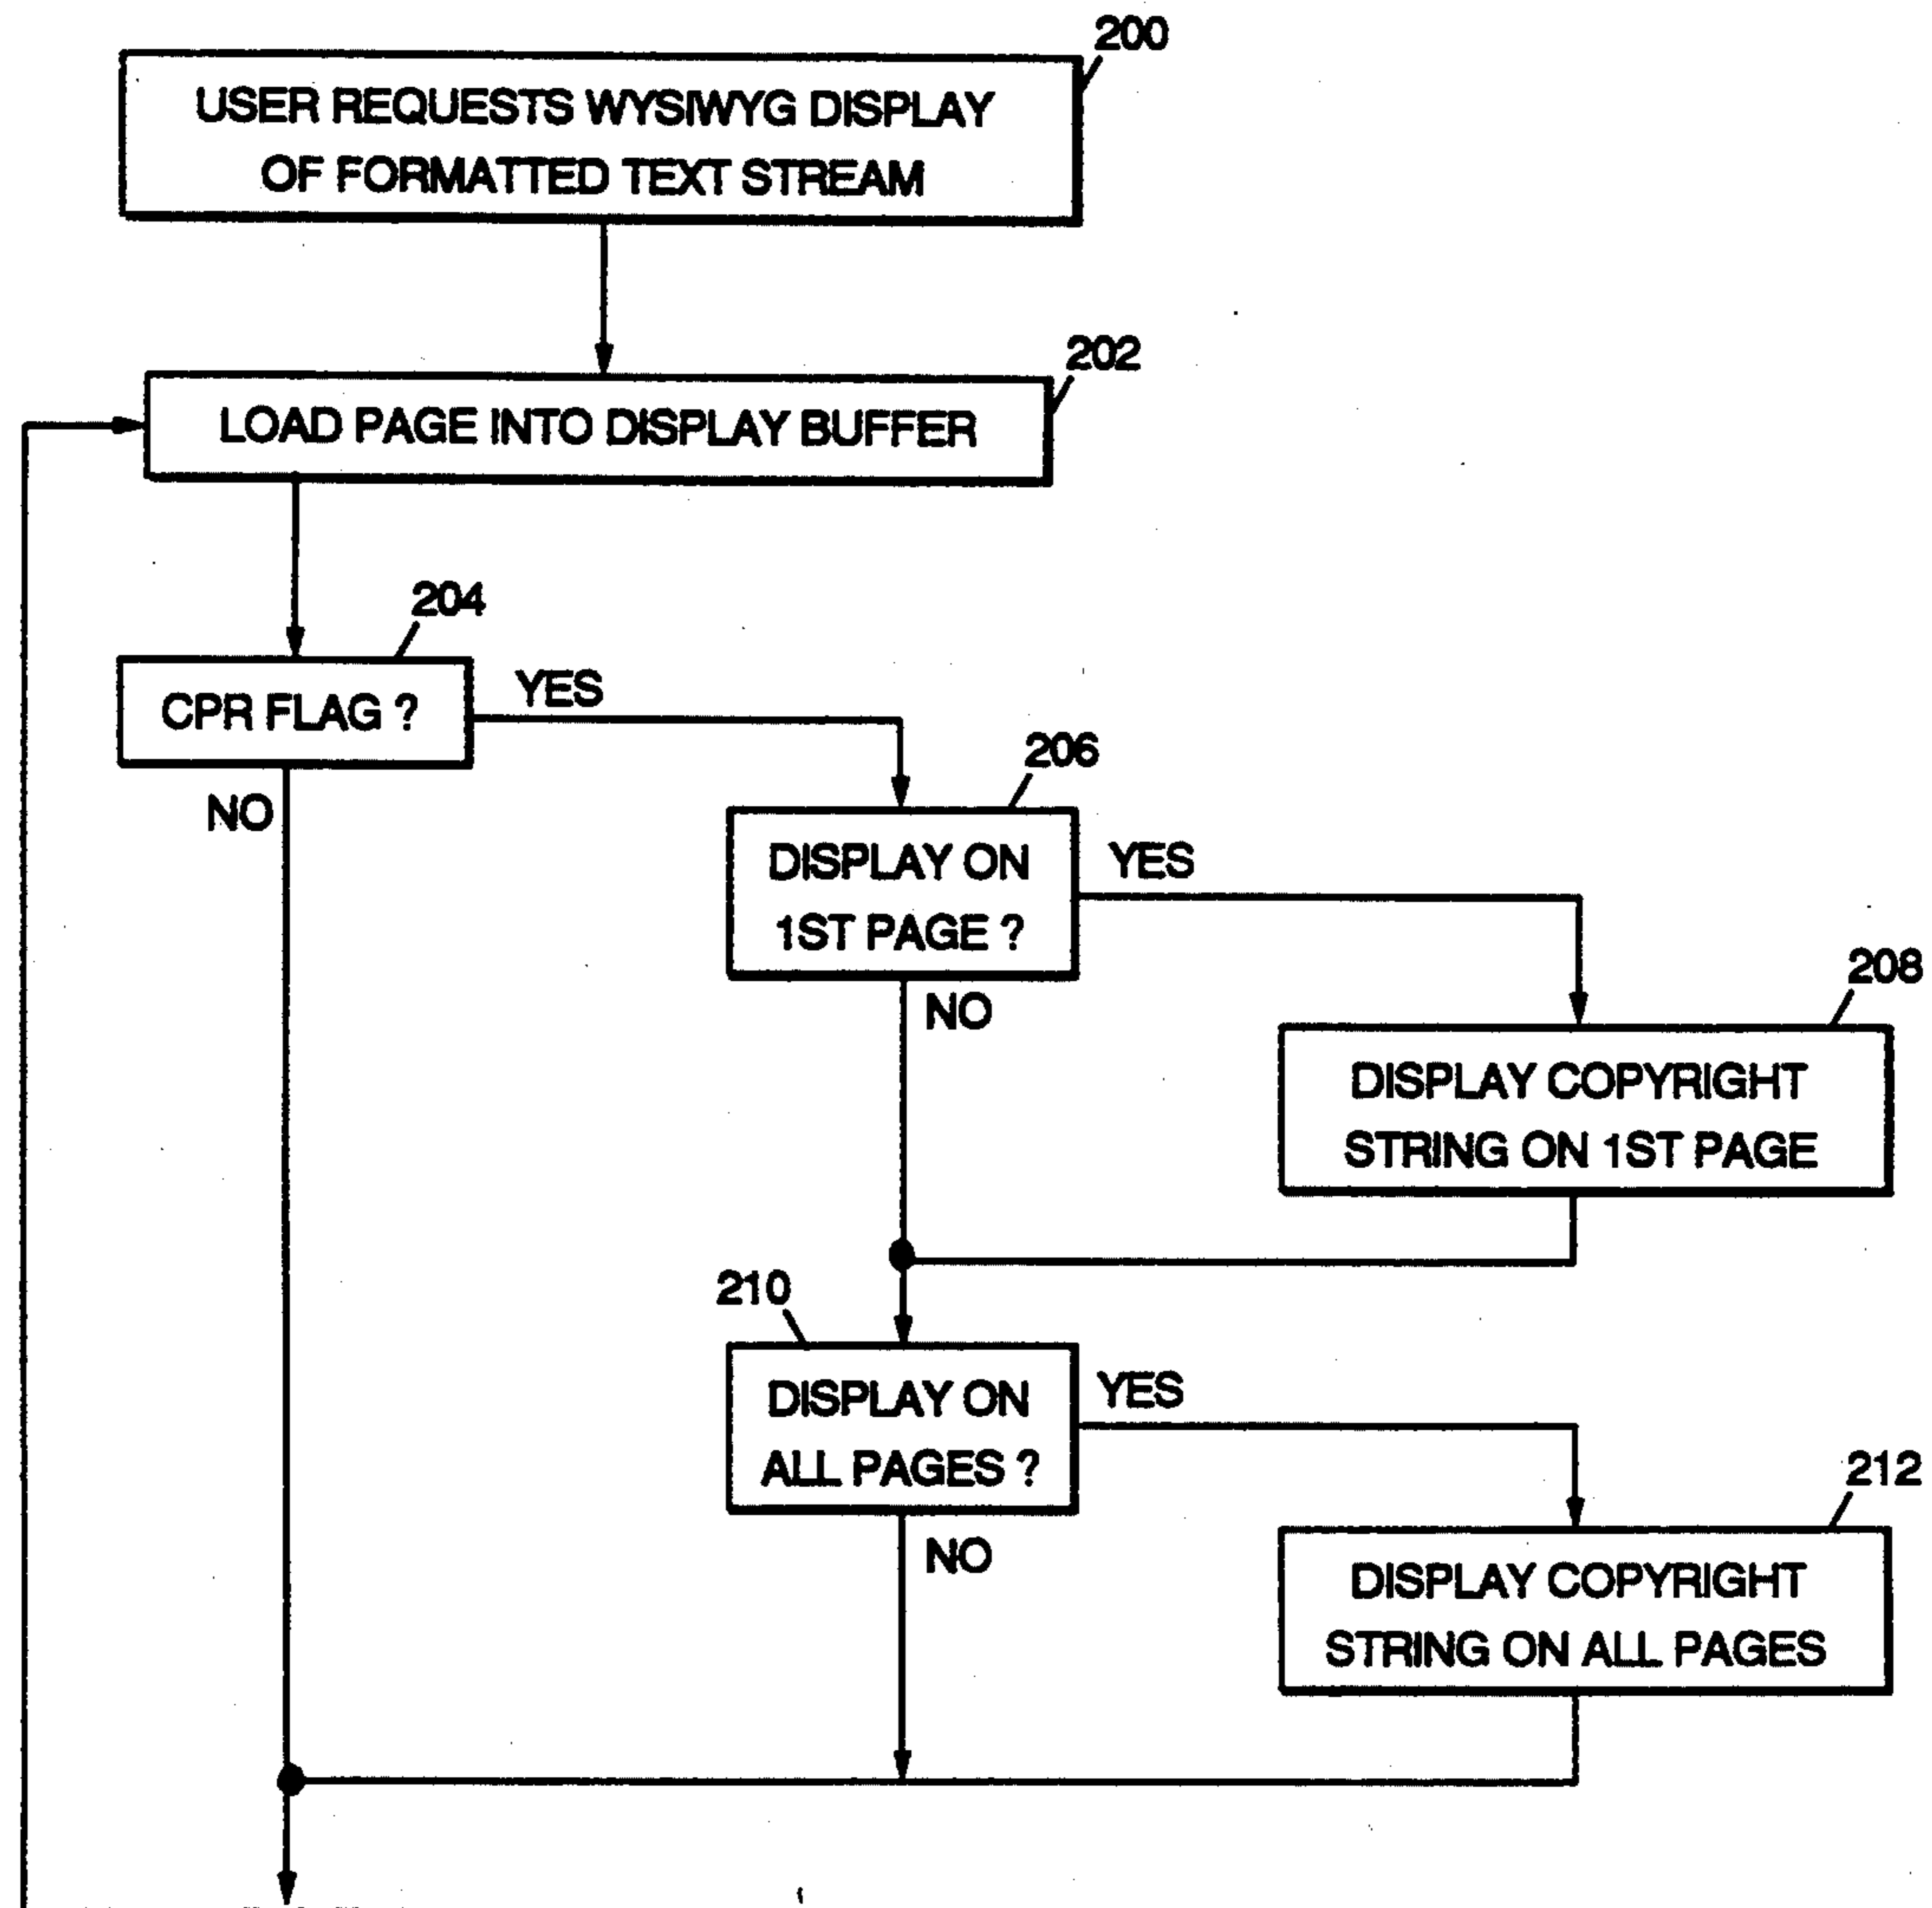 200
USER REQUESTS WYSIWYG DISPLAY
OF FORMATTED TEXT STREAM
202
LOAD PAGE INTO DISPLAY BUFFER
204
CPR FLAG ?
YES
NO
206
DISPLAY ON
1ST PAGE ?
YES
NO
208
DISPLAY COPYRIGHT
STRING ON 1ST PAGE
210
DISPLAY ON
ALL PAGES ?
YES
NO
212
DISPLAY COPYRIGHT
STRING ON ALL PAGES